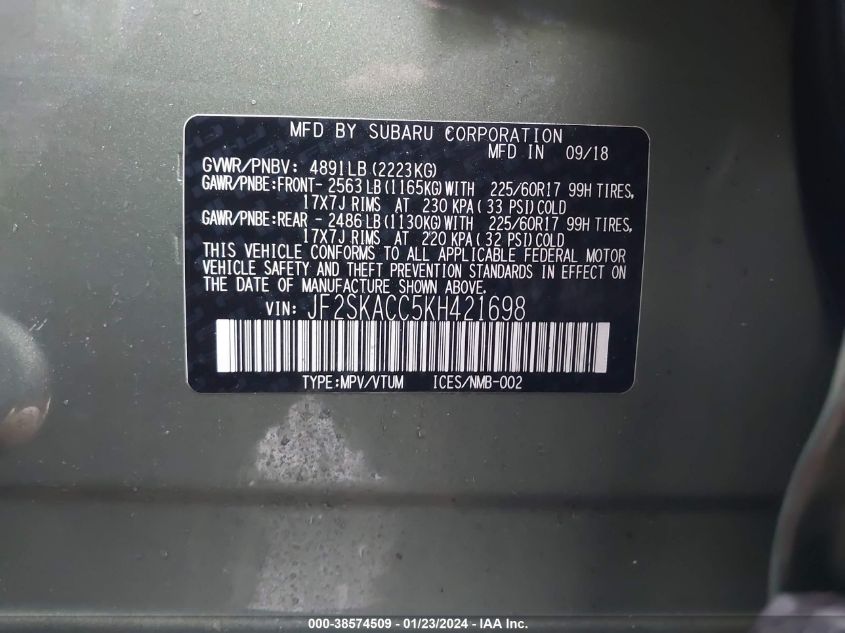 MFD BY SUBARU CORPORATION
MFD IN 09/18
GVWR/PNBV: 4891LB (2223KG)
GAWR/PNBE:FRONT- 2563 LB (1165KG) WITH 225/60R17 99H TIRES,
17X7J RIMS AT 230 KPA ( 33 PSI) COLD
GAWR/PNBE:REAR - 2486 LB (1130KG) WITH 225/60R17 99H TIRES,
17X7J RIMS AT 220 KPA ( 32 PSI) COLD
THIS VEHICLE CONFORMS TO ALL APPLICABLE FEDERAL MOTOR
VEHICLE SAFETY AND THEFT PREVENTION STANDARDS IN EFFECT ON
THE DATE OF MANUFACTURE SHOWN ABOVE.
VIN: JF2SKACC5KH421698
TYPE:MPV/VTUM ICES/NMB-002
000-38574509 - 01/23/2024 - IAA Inc.